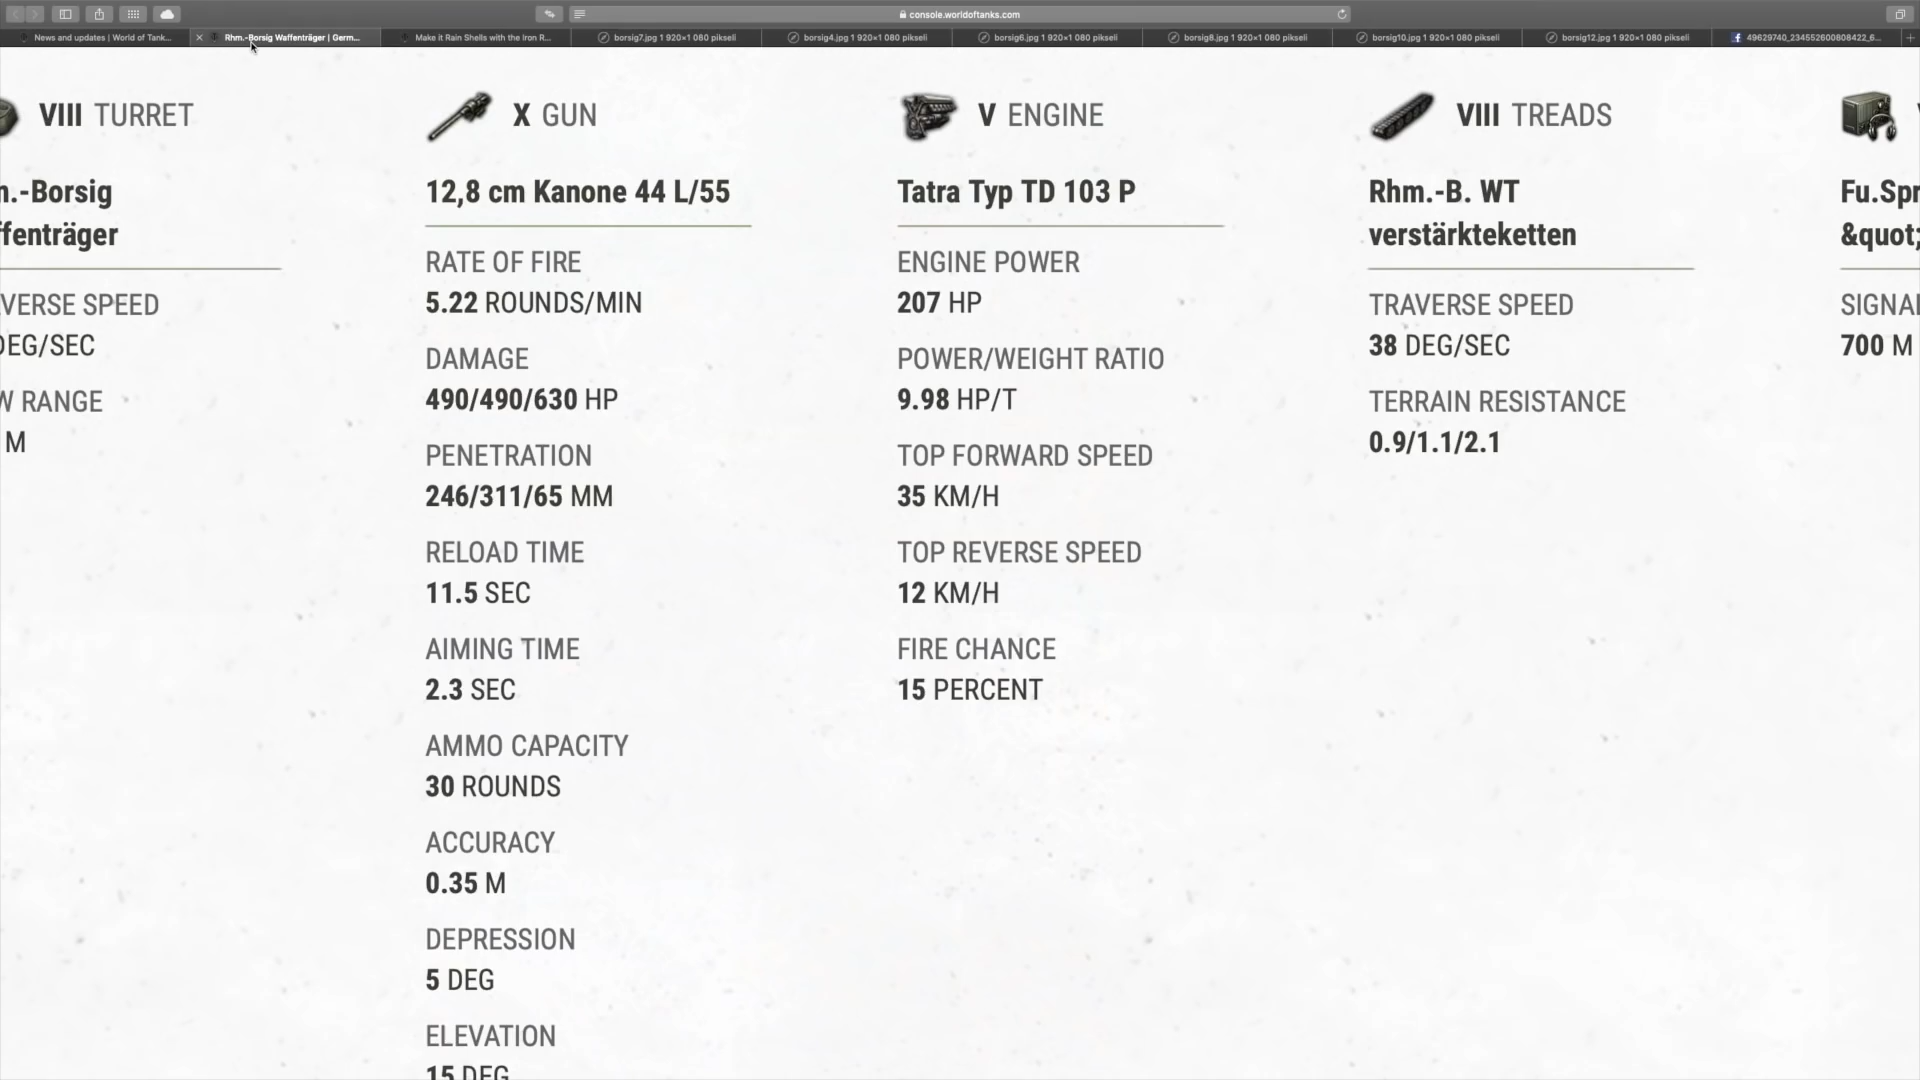 console.worldoftanks.com
News and updates | World of Tank...
Rhm.-Borsig Waffenträger | Germ...
Make it Rain Shells with the Iron R...
borsig7.jpg 1 920×1 080 pikseli
borsig4.jpg 1 920×1 080 pikseli
borsig6.jpg 1 920×1 080 pikseli
borsig8.jpg 1 920×1 080 pikseli
borsig10.jpg 1 920×1 080 pikseli
borsig12.jpg 1 920×1 080 pikseli
49629740_234552600808422_6...
VIII TURRET
n.-Borsig
ffenträger
VERSE SPEED
DEG/SEC
W RANGE
M
X GUN
12,8 cm Kanone 44 L/55
RATE OF FIRE
5.22 ROUNDS/MIN
DAMAGE
490/490/630 HP
PENETRATION
246/311/65 MM
RELOAD TIME
11.5 SEC
AIMING TIME
2.3 SEC
AMMO CAPACITY
30 ROUNDS
ACCURACY
0.35 M
DEPRESSION
5 DEG
ELEVATION
15 DEG
V ENGINE
Tatra Typ TD 103 P
ENGINE POWER
207 HP
POWER/WEIGHT RATIO
9.98 HP/T
TOP FORWARD SPEED
35 KM/H
TOP REVERSE SPEED
12 KM/H
FIRE CHANCE
15 PERCENT
VIII TREADS
Rhm.-B. WT
verstärkteketten
TRAVERSE SPEED
38 DEG/SEC
TERRAIN RESISTANCE
0.9/1.1/2.1
Fu.Spr
&quot;
SIGNAL
700 M